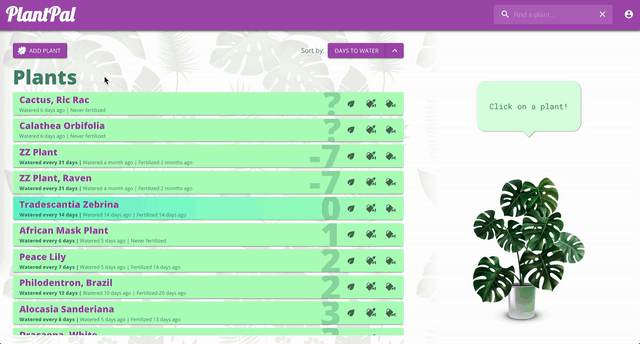 PlantPal
Find a plant...
ADD PLANT
Sort by:
DAYS TO WATER
Plants
Click on a plant!
Cactus, Ric Rac
Watered 6 days ago | Never fertilized
?
Calathea Orbifolia
Watered 6 days ago | Never fertilized
?
ZZ Plant
Watered every 31 days | Watered a month ago | Fertilized 2 months ago
-7
ZZ Plant, Raven
Watered every 31 days | Watered a month ago | Fertilized 2 months ago
-7
Tradescantia Zebrina
Watered every 14 days | Watered 14 days ago | Fertilized 14 days ago
0
African Mask Plant
Watered every 6 days | Watered 5 days ago | Never fertilized
1
Peace Lily
Watered every 7 days | Watered 5 days ago | Fertilized 14 days ago
2
Philodentron, Brazil
Watered every 12 days | Watered 10 days ago | Fertilized 20 days ago
2
Alocasia Sanderiana
Watered every 8 days | Watered 5 days ago | Fertilized 13 days ago
3
Dracaena, White